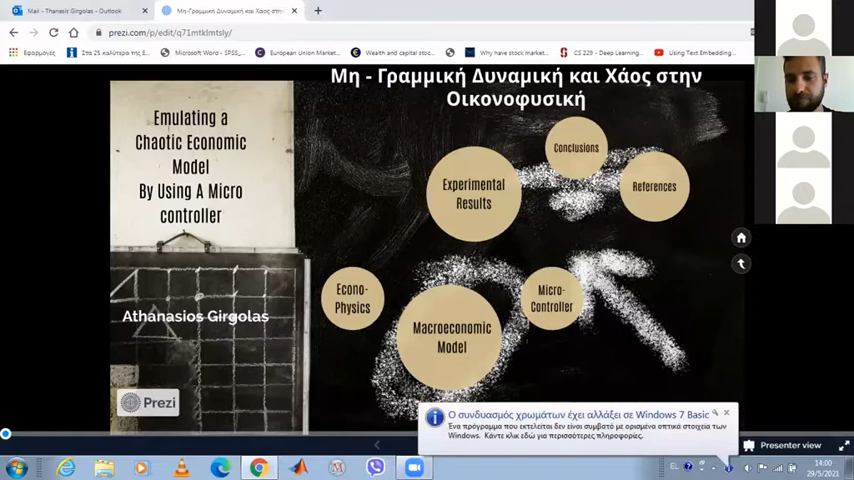 Mail - Thanasis Girgolas - Outlook
Μη-Γραμμική Δυναμική και Χάος στην
prezi.com/p/edit/q71mtklmtsly/
Εφαρμογές
Στα 25 καλύτερα της Ε...
Microsoft Word - SPSS_...
European Union Market...
Wealth and capital stoc...
Why have stock market...
CS 229 - Deep Learning...
Using Text Embedding...
Μη - Γραμμική Δυναμική και Χάος στην
Οικονοφυσική
Emulating a
Chaotic Economic
Model
By Using A Micro
controller
Athanasios Girgolas
Prezi
Conclusions
Experimental
Results
References
Econo-
Physics
Macroeconomic
Model
Micro-
Controller
Ο συνδυασμός χρωμάτων έχει αλλάξει σε Windows 7 Basic
Ένα πρόγραμμα που εκτελείται δεν είναι συμβατό με ορισμένα οπτικά στοιχεία των
Windows. Κάντε κλικ εδώ για περισσότερες πληροφορίες.
Presenter view
EL
14:00
29/5/2021